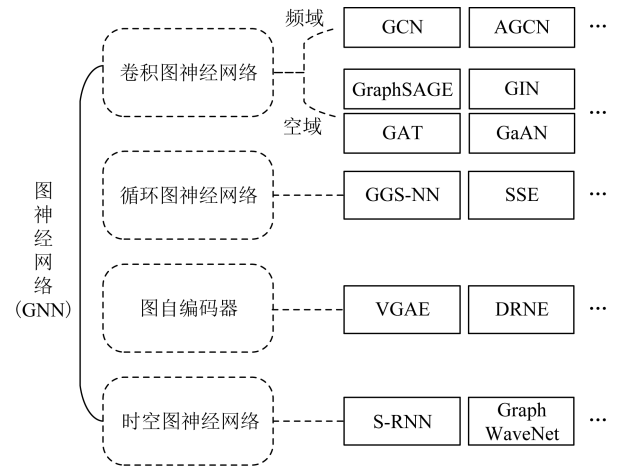 频域
GCN
AGCN
...
卷积图神经网络
GraphSAGE
GIN
...
空域
GAT
GaAN
图神经网络
(GNN)
循环图神经网络
GGS-NN
SSE
...
图自编码器
VGAE
DRNE
...
时空图神经网络
S-RNN
Graph
WaveNet
...